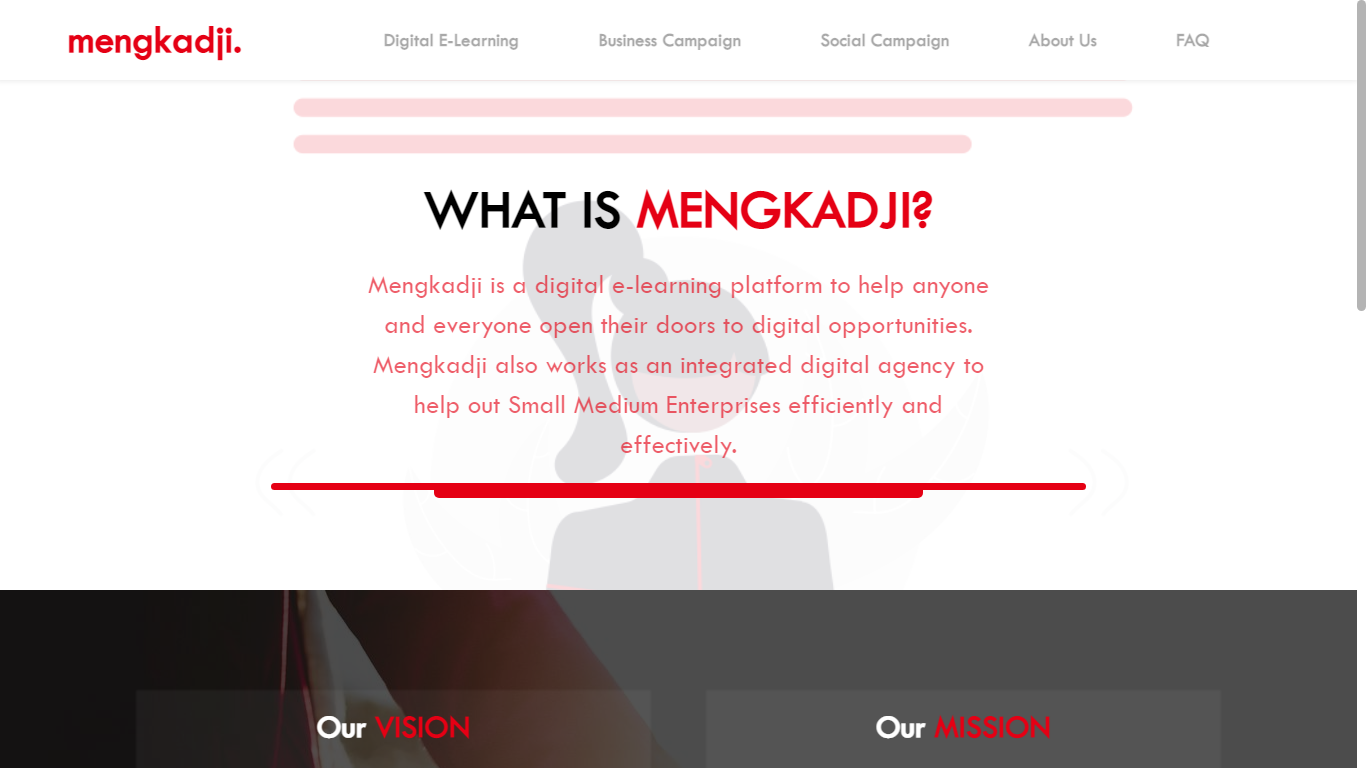 mengkadji.
Digital E-Learning
Business Campaign
Social Campaign
About Us
FAQ
WHAT IS MENGKADJI?
Mengkadji is a digital e-learning platform to help anyone
and everyone open their doors to digital opportunities.
Mengkadji also works as an integrated digital agency to
help out Small Medium Enterprises efficiently and
effectively.
Our VISION
Our MISSION